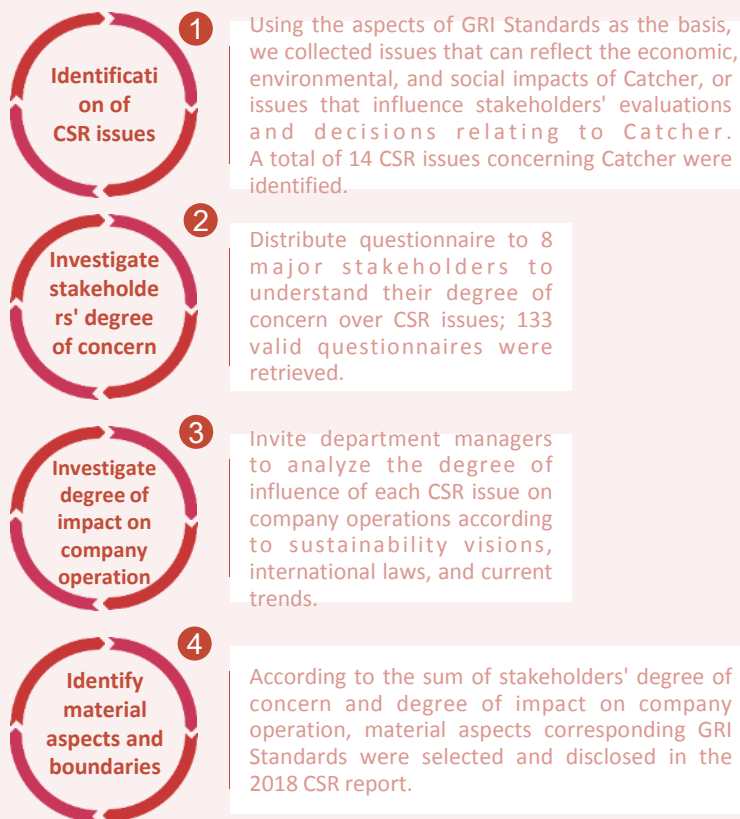 1
Identificati
on of
CSR issues
Using the aspects of GRI Standards as the basis,
we collected issues that can reflect the economic,
environmental, and social impacts of Catcher, or
issues that influence stakeholders' evaluations
and decisions relating to Catcher.
A total of 14 CSR issues concerning Catcher were
identified.
2
Investigate
stakeholde
rs' degree
of concern
Distribute questionnaire to 8
major stakeholders to
understand their degree of
concern over CSR issues; 133
valid questionnaires were
retrieved.
3
Investigate
degree of
impact on
company
operation
Invite department managers
to analyze the degree of
influence of each CSR issue on
company operations according
to sustainability visions,
international laws, and current
trends.
4
Identify
material
aspects and
boundaries
According to the sum of stakeholders' degree of
concern and degree of impact on company
operation, material aspects corresponding GRI
Standards were selected and disclosed in the
2018 CSR report.